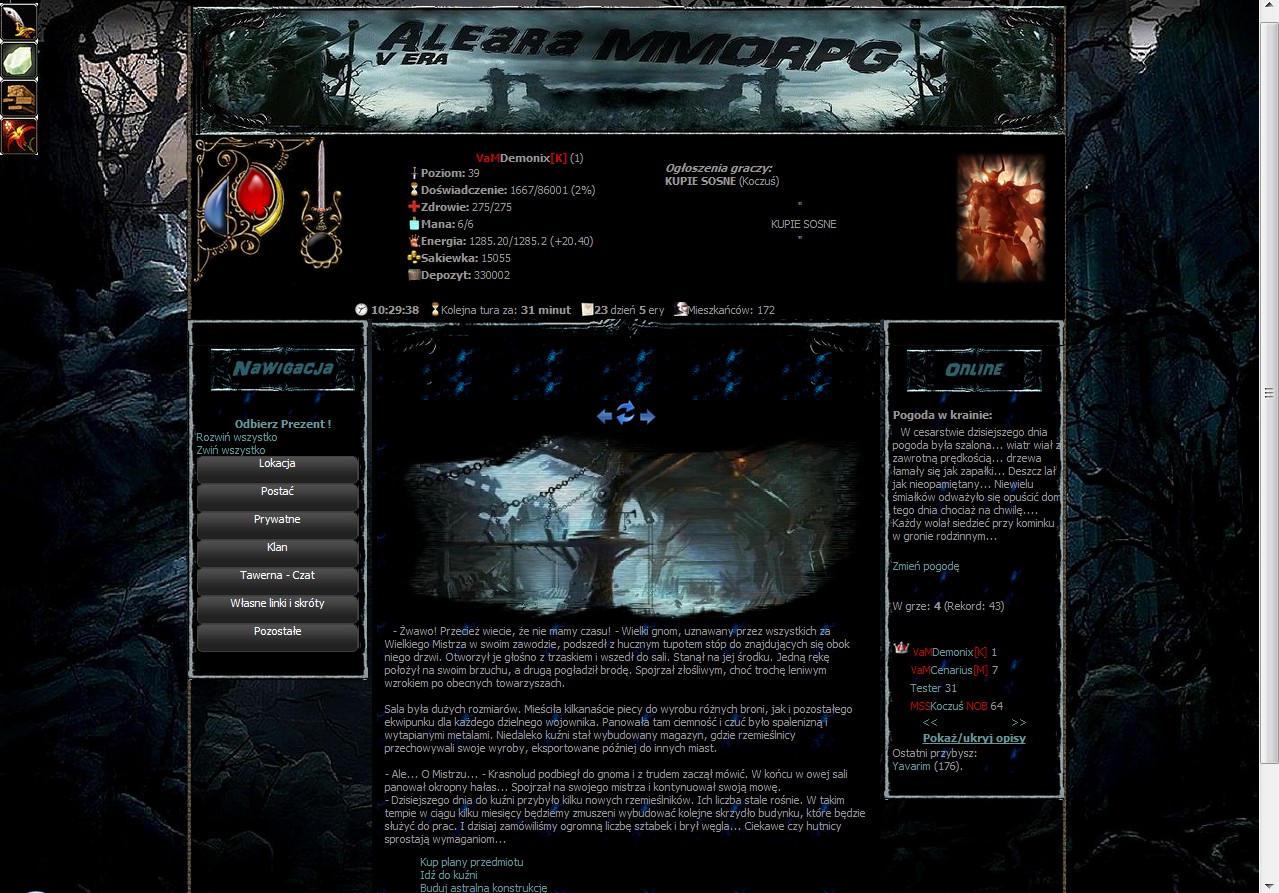 Aleara MMORPG
V ERA
VaMDemonix[K] (1)
Poziom: 39
Doświadczenie: 1667/86001 (2%)
Zdrowie: 275/275
Mana: 6/6
Energia: 1285.20/1285.2 (+20.40)
Sakiewka: 15055
Depozyt: 330002
Ogłoszenia graczy:
KUPIE SOSNE (Koczuś)
"
KUPIE SOSNE
"
10:29:38 Kolejna tura za: 31 minut 23 dzień 5 ery Mieszkańców: 172
Nawigacja
Odbierz Prezent !
Rozwiń wszystko
Zwiń wszystko
Lokacja
Postać
Prywatne
Klan
Tawerna - Czat
Własne linki i skróty
Pozostałe
- Żwawo! Przecież wiecie, że nie mamy czasu! - Wielki gnom, uznawany przez wszystkich za
Wielkiego Mistrza w swoim zawodzie, podszedł z hucznym tupotem stóp do znajdujących się obok
niego drzwi. Otworzył je głośno z trzaskiem i wszedł do sali. Stanął na jej środku. Jedną rękę
położył na swoim brzuchu, a drugą pogładził brodę. Spojrzał złośliwym, choć trochę leniwym
wzrokiem po obecnych towarzyszach.
Sala była dużych rozmiarów. Mieściła kilkanaście piecy do wyrobu różnych broni, jak i pozostałego
ekwipunku dla każdego dzielnego wojownika. Panowała tam ciemność i czuć było spalenizną i
wytapianymi metalami. Niedaleko kuźni stał wybudowany magazyn, gdzie rzemieślnicy
przechowywali swoje wyroby, eksportowane później do innych miast.
- Ale... O Mistrzu... - Krasnolud podbiegł do gnoma i z trudem zaczął mówić. W końcu w owej sali
panował okropny hałas... Spojrzał na swojego mistrza i kontynuował swoją mowę.
- Dzisiejszego dnia do kuźni przybyło kilku nowych rzemieślników. Ich liczba stale rośnie. W takim
tempie w ciągu kilku miesięcy będziemy zmuszeni wybudować kolejne skrzydło budynku, które będzie
służyć do prac. I dzisiaj zamówiliśmy ogromną liczbę sztabek i brył węgla... Ciekawe czy hutnicy
sprostają wymaganiom...
Kup plany przedmiotu
Idź do kuźni
Buduj astralną konstrukcję
Online
Pogoda w krainie:
W cesarstwie dzisiejszego dnia
pogoda była szalona... wiatr wiał z
zawrotną prędkością... drzewa
łamały się jak zapałki... Deszcz lał
jak nieopamiętany... Niewielu
śmiałków odważyło się opuścić dom
tego dnia chociaż na chwilę....
Każdy wolał siedzieć przy kominku
w gronie rodzinnym...
Zmień pogodę
W grze: 4 (Rekord: 43)
VaMDemonix[K] 1
VaMCenarius[M] 7
Tester 31
MSSKoczuś NOB 64
<< >>
Pokaż/ukryj opisy
Ostatni przybysz:
Yavarim (176).